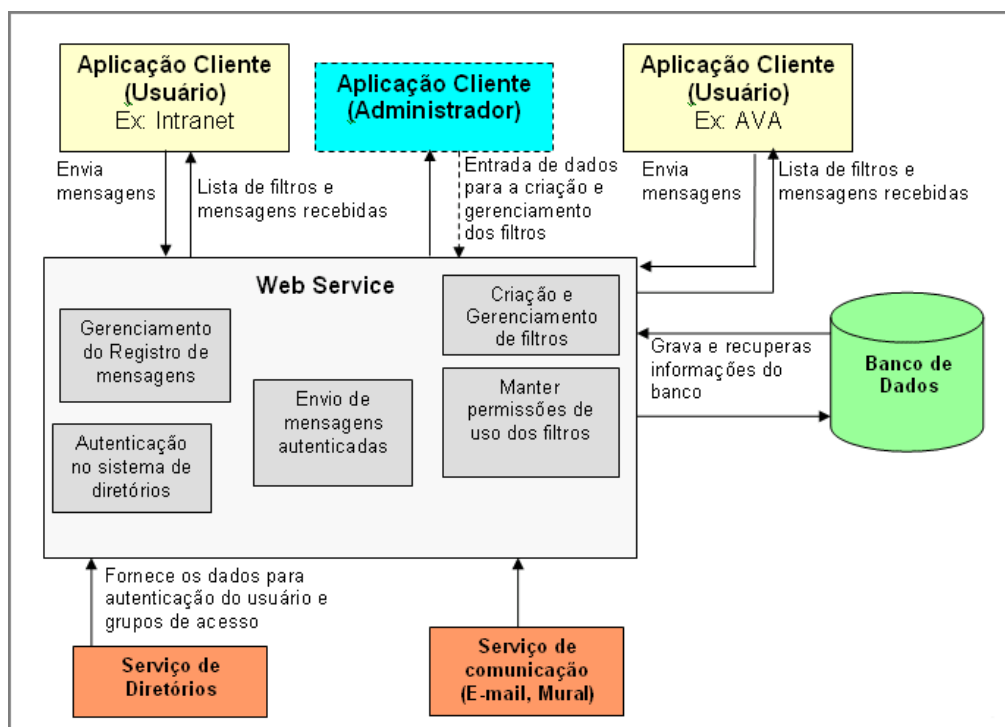 Aplicação Cliente
(Usuário)
Ex: Intranet
Aplicação Cliente
(Administrador)
Aplicação Cliente
(Usuário)
Ex: AVA
Envia
mensagens
Lista de filtros e
mensagens recebidas
Entrada de dados
para a criação e
gerenciamento
dos filtros
Envia
mensagens
Lista de filtros e
mensagens recebidas
Web Service
Gerenciamento
do Registro de
mensagens
Criação e
Gerenciamento
de filtros
Envio de
mensagens
autenticadas
Manter
permissões de
uso dos filtros
Autenticação
no sistema de
diretórios
Grava e recuperas
informações do
banco
Banco de
Dados
Fornece os dados para
autenticação do usuário e
grupos de acesso
Serviço de
Diretórios
Serviço de
comunicação
(E-mail, Mural)